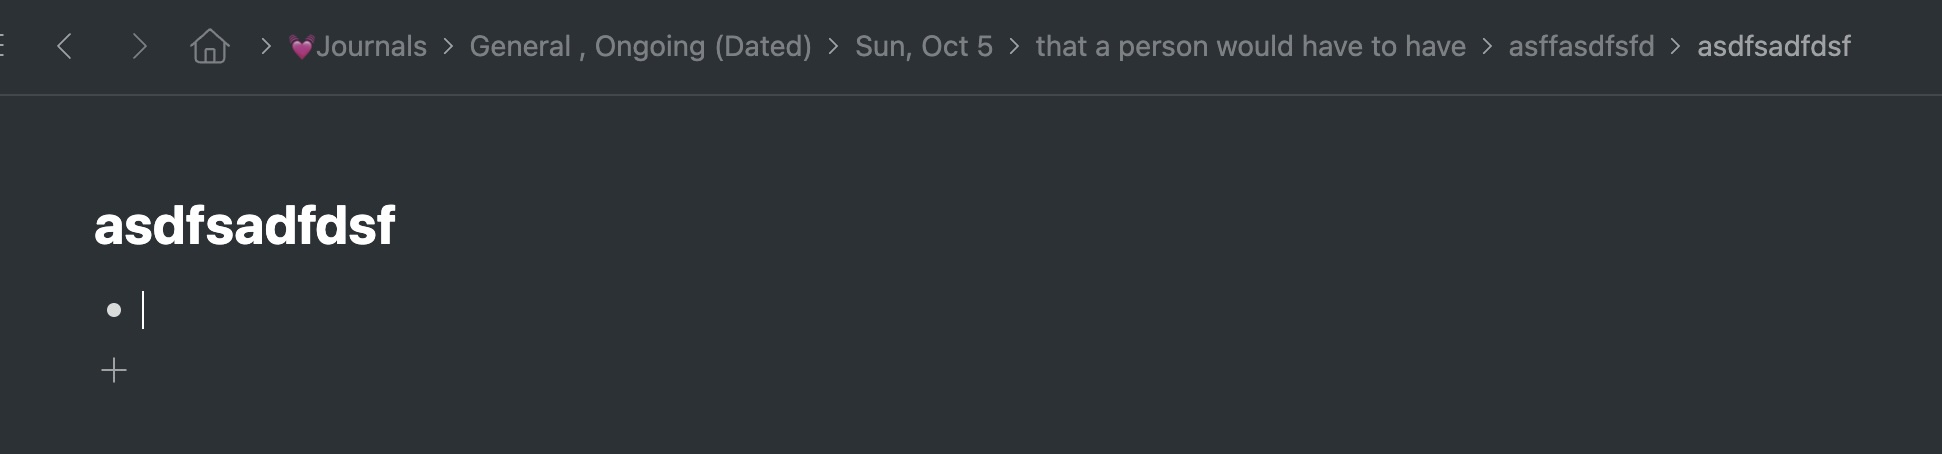 💓Journals > General , Ongoing (Dated) > Sun, Oct 5 > that a person would have to have > asffasdfsfd > asdfsadfdsf
asdfsadfdsf